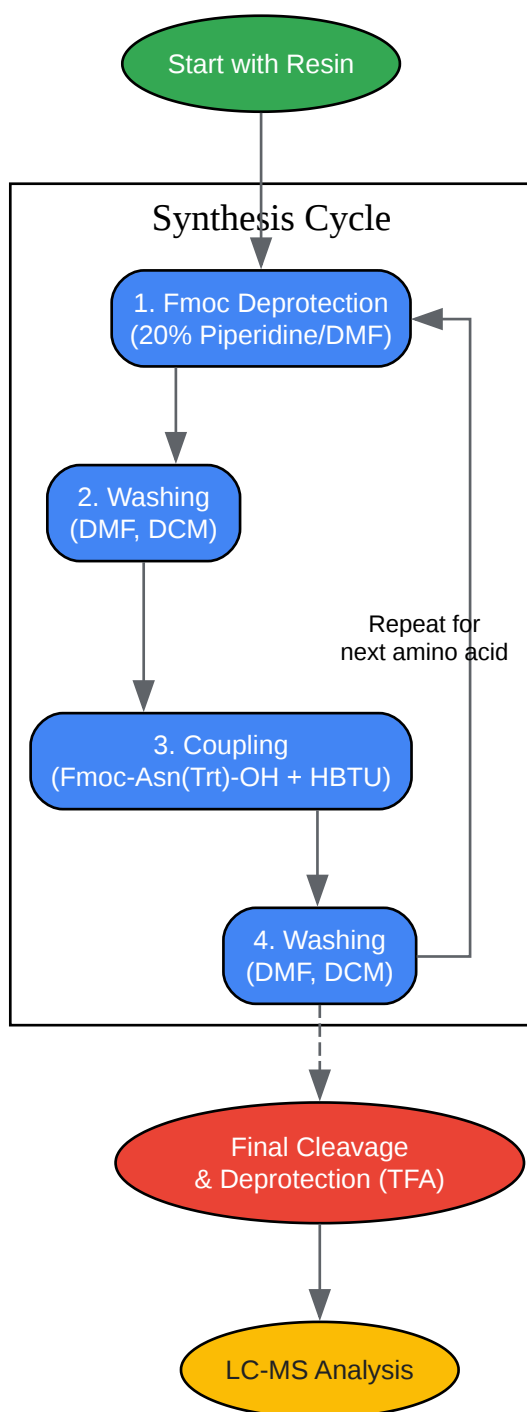 Start with Resin
Synthesis Cycle
1. Fmoc Deprotection
(20% Piperidine/DMF)
2. Washing
(DMF, DCM)
Repeat for
next amino acid
3. Coupling
(Fmoc-Asn(Trt)-OH + HBTU)
4. Washing
(DMF, DCM)
Final Cleavage
& Deprotection (TFA)
LC-MS Analysis